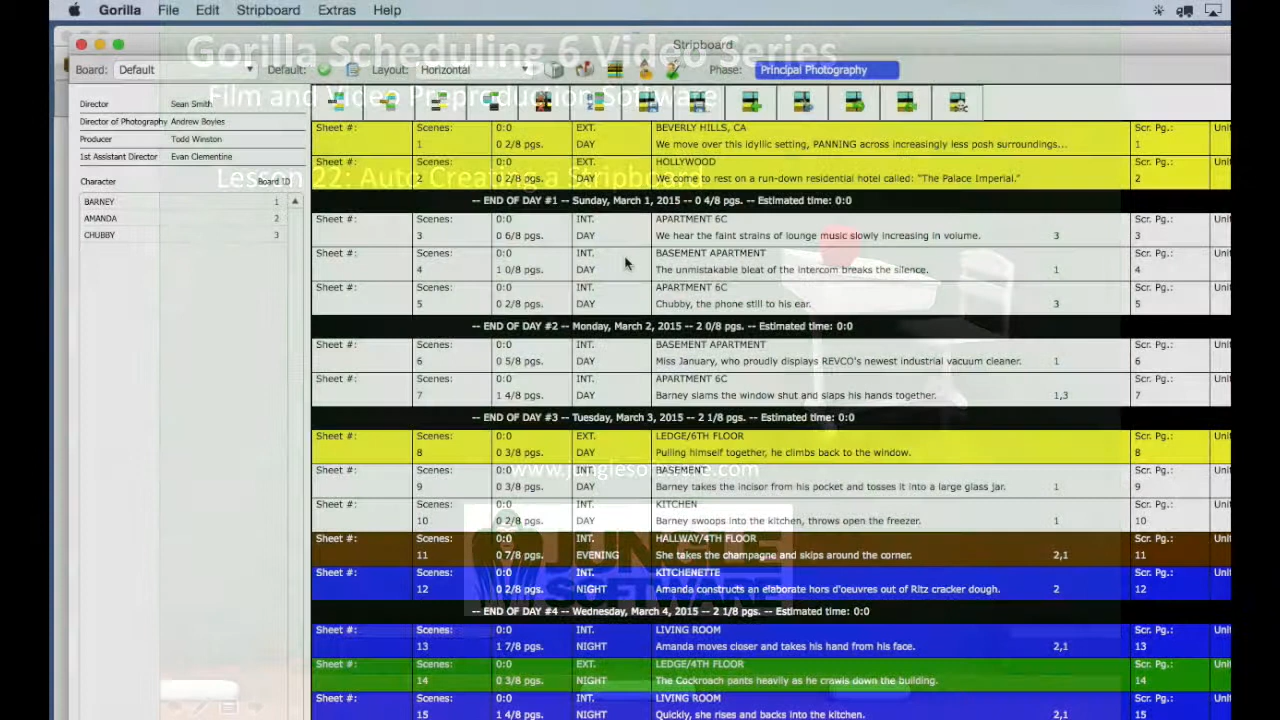 Gorilla File Edit Stripboard Extras Help
Stripboard
Gorilla Scheduling 6 Video Series
Board: Default Default: Layout: Horizontal Phase: Principal Photography
Film and Video Preproduction Software
Director Sean Smith
Director of Photography Andrew Boyles
Producer Todd Winston
1st Assistant Director Evan Clementine
Lesson 22: Auto Creating a Stripboard
Character Board ID
BARNEY 1
AMANDA 2
CHUBBY 3
Sheet #: Scenes: 0:0 EXT. BEVERLY HILLS, CA Scr. Pg.: Unit
1 0 2/8 pgs. DAY We move over this idyllic setting, PANNING across increasingly less posh surroundings... 1
Sheet #: Scenes: 0:0 EXT. HOLLYWOOD Scr. Pg.: Unit
2 0 2/8 pgs. DAY We come to rest on a run-down residential hotel called: "The Palace Imperial." 2
-- END OF DAY #1 -- Sunday, March 1, 2015 -- 0 4/8 pgs. -- Estimated time: 0:0
Sheet #: Scenes: 0:0 INT. APARTMENT 6C Scr. Pg.: Unit
3 0 6/8 pgs. DAY We hear the faint strains of lounge music slowly increasing in volume. 3 3
Sheet #: Scenes: 0:0 INT. BASEMENT APARTMENT Scr. Pg.: Unit
4 1 0/8 pgs. DAY The unmistakable bleat of the intercom breaks the silence. 1 4
Sheet #: Scenes: 0:0 INT. APARTMENT 6C Scr. Pg.: Unit
5 0 2/8 pgs. DAY Chubby, the phone still to his ear. 3 5
-- END OF DAY #2 -- Monday, March 2, 2015 -- 2 0/8 pgs. -- Estimated time: 0:0
Sheet #: Scenes: 0:0 INT. BASEMENT APARTMENT Scr. Pg.: Unit
6 0 5/8 pgs. DAY Miss January, who proudly displays REVCO's newest industrial vacuum cleaner. 1 6
Sheet #: Scenes: 0:0 INT. APARTMENT 6C Scr. Pg.: Unit
7 1 4/8 pgs. DAY Barney slams the window shut and slaps his hands together. 1,3 7
-- END OF DAY #3 -- Tuesday, March 3, 2015 -- 2 1/8 pgs. -- Estimated time: 0:0
Sheet #: Scenes: 0:0 EXT. LEDGE/6TH FLOOR Scr. Pg.: Unit
8 0 3/8 pgs. DAY Pulling himself together, he climbs back to the window. 8
www.junglesoftware.com
Sheet #: Scenes: 0:0 INT. BASEMENT Scr. Pg.: Unit
9 0 3/8 pgs. DAY Barney takes the incisor from his pocket and tosses it into a large glass jar. 1 9
Sheet #: Scenes: 0:0 INT. KITCHEN Scr. Pg.: Unit
10 0 2/8 pgs. DAY Barney swoops into the kitchen, throws open the freezer. 1 10
Sheet #: Scenes: 0:0 INT. HALLWAY/4TH FLOOR Scr. Pg.: Unit
11 0 7/8 pgs. EVENING She takes the champagne and skips around the corner. 2,1 11
JUNGLE
Sheet #: Scenes: 0:0 INT. KITCHENETTE Scr. Pg.: Unit
12 0 2/8 pgs. NIGHT Amanda constructs an elaborate hors d'oeuvres out of Ritz cracker dough. 2 12
SOFTWARE
-- END OF DAY #4 -- Wednesday, March 4, 2015 -- 2 1/8 pgs. -- Estimated time: 0:0
Sheet #: Scenes: 0:0 INT. LIVING ROOM Scr. Pg.: Unit
13 1 7/8 pgs. NIGHT Amanda moves closer and takes his hand from his face. 2,1 13
Sheet #: Scenes: 0:0 EXT. LEDGE/4TH FLOOR Scr. Pg.: Unit
14 0 3/8 pgs. NIGHT The Cockroach pants heavily as he crawls down the building. 14
Sheet #: Scenes: 0:0 INT. LIVING ROOM Scr. Pg.: Unit
15 1 4/8 pgs. NIGHT Quickly, she rises and backs into the kitchen. 2,1 15